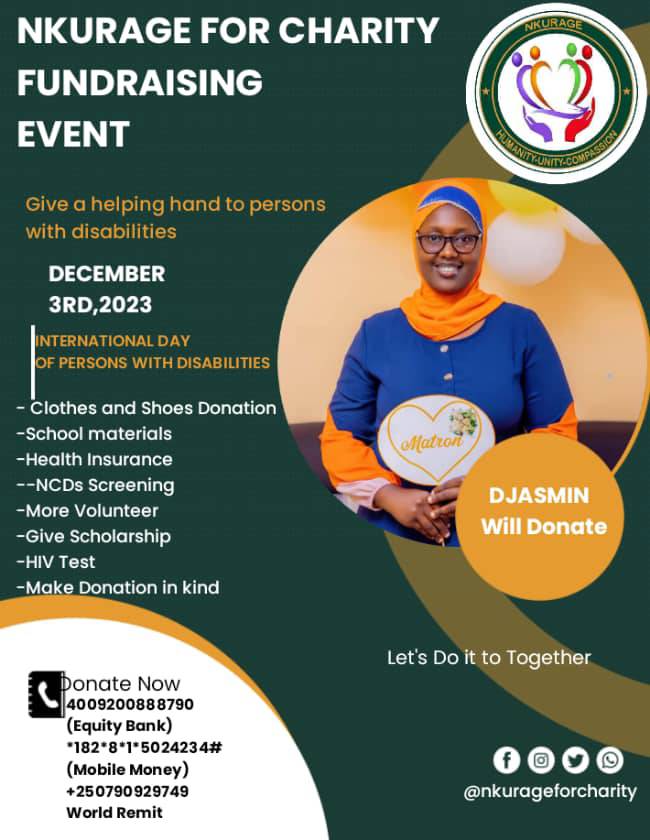 NKURAGE FOR CHARITY
FUNDRAISING
EVENT
NKURAGE
HUMANITY-UNITY-COMPASSION
Give a helping hand to persons
with disabilities
DECEMBER
3RD,2023
INTERNATIONAL DAY
OF PERSONS WITH DISABILITIES
- Clothes and Shoes Donation
-School materials
-Health Insurance
--NCDs Screening
-More Volunteer
-Give Scholarship
-HIV Test
-Make Donation in kind
Matron
DJASMIN
Will Donate
Let's Do it to Together
Donate Now
4009200888790
(Equity Bank)
*182*8*1*5024234#
(Mobile Money)
+250790929749
World Remit
@nkurageforcharity